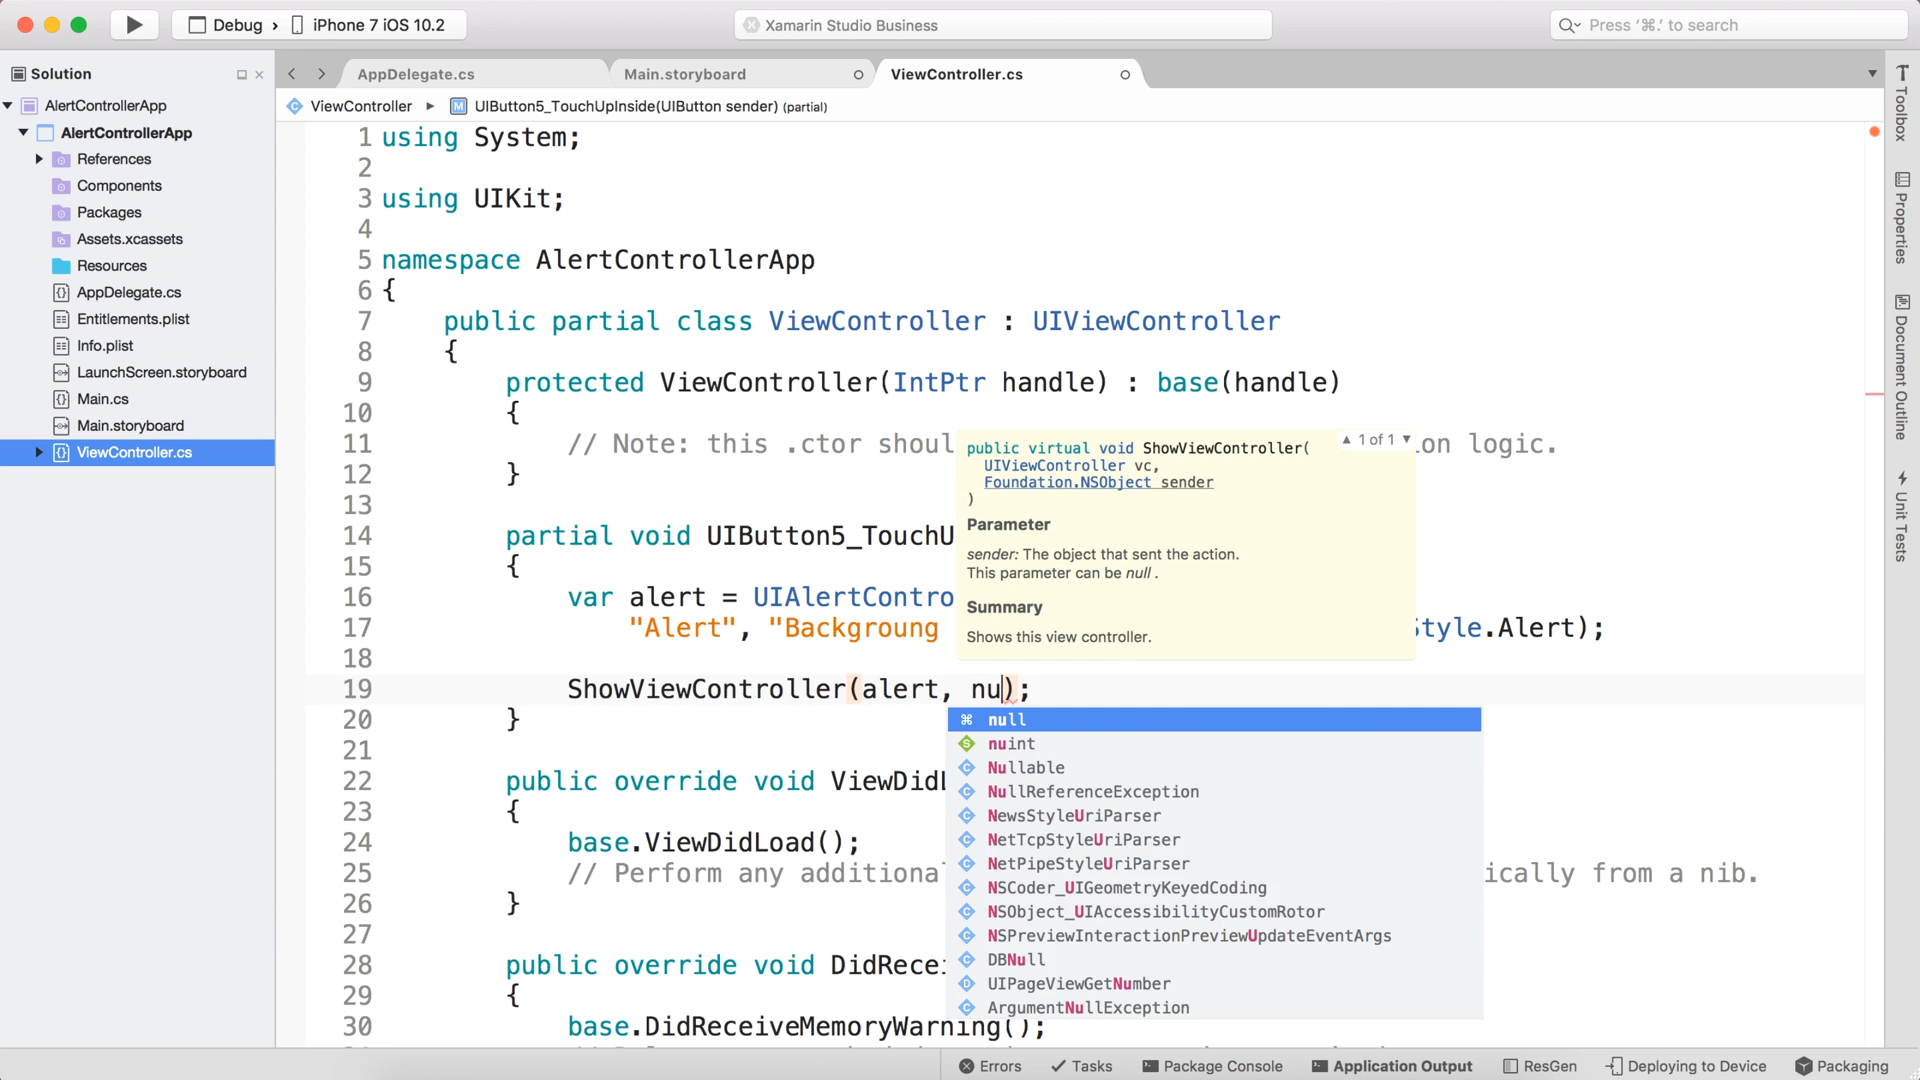 Debug › iPhone 7 iOS 10.2
Xamarin Studio Business
Press ‘⌘.’ to search
Solution
AppDelegate.cs
Main.storyboard
ViewController.cs
ViewController ▸ UIButton5_TouchUpInside(UIButton sender) (partial)
AlertControllerApp
AlertControllerApp
References
Components
Packages
Assets.xcassets
Resources
AppDelegate.cs
Entitlements.plist
Info.plist
LaunchScreen.storyboard
Main.cs
Main.storyboard
ViewController.cs
1 using System;
2
3 using UIKit;
4
5 namespace AlertControllerApp
6 {
7 public partial class ViewController : UIViewController
8 {
9 protected ViewController(IntPtr handle) : base(handle)
10 {
11 // Note: this .ctor shoul on logic.
12 }
13
14 partial void UIButton5_TouchU
15 {
16 var alert = UIAlertContro
17 "Alert", "Backgroung Style.Alert);
18
19 ShowViewController(alert, nu);
20 }
21
22 public override void ViewDidL
23 {
24 base.ViewDidLoad();
25 // Perform any additional ically from a nib.
26 }
27
28 public override void DidRecei
29 {
30 base.DidReceiveMemoryWarning();
public virtual void ShowViewController(
UIViewController vc,
Foundation.NSObject sender
)
▲ 1 of 1 ▼
Parameter
sender: The object that sent the action.
This parameter can be null .
Summary
Shows this view controller.
⌘ null
S nuint
C Nullable
C NullReferenceException
C NewsStyleUriParser
C NetTcpStyleUriParser
C NetPipeStyleUriParser
C NSCoder_UIGeometryKeyedCoding
C NSObject_UIAccessibilityCustomRotor
C NSPreviewInteractionPreviewUpdateEventArgs
C DBNull
D UIPageViewGetNumber
C ArgumentNullException
Toolbox
Properties
Document Outline
Unit Tests
Errors
Tasks
Package Console
Application Output
ResGen
Deploying to Device
Packaging